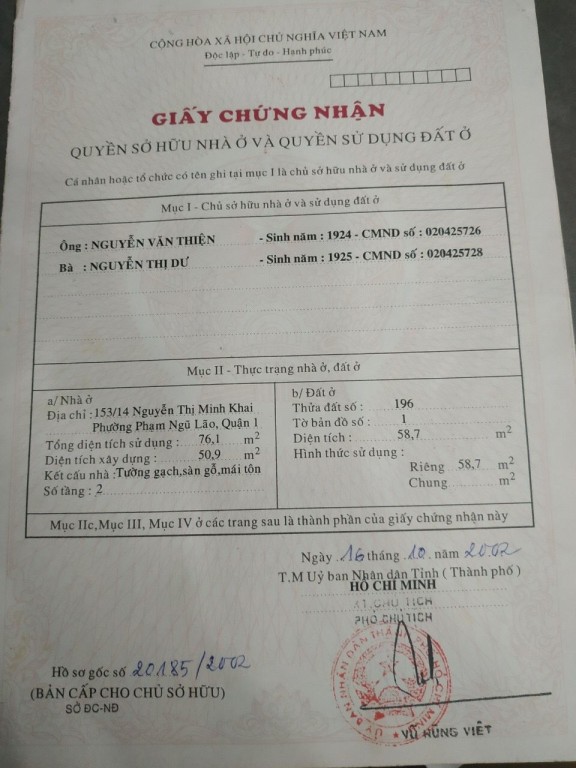 CỘNG HÒA XÃ HỘI CHỦ NGHĨA VIỆT NAM
Độc lập - Tự do - Hạnh phúc
GIẤY CHỨNG NHẬN
QUYỀN SỞ HỮU NHÀ Ở VÀ QUYỀN SỬ DỤNG ĐẤT Ở
Cá nhân hoặc tổ chức có tên ghi tại mục I là chủ sở hữu nhà ở và sử dụng đất ở
Mục I - Chủ sở hữu nhà ở và sử dụng đất ở
Ông : NGUYỄN VĂN THIỆN - Sinh năm : 1924 - CMND số : 020425726
Bà : NGUYỄN THỊ DƯ - Sinh năm : 1925 - CMND số : 020425728
Mục II - Thực trạng nhà ở, đất ở
a/ Nhà ở
Địa chỉ : 153/14 Nguyễn Thị Minh Khai
Phường Phạm Ngũ Lão, Quận 1
Tổng diện tích sử dụng : 76,1 m2
Diện tích xây dựng : 50,9 m2
Kết cấu nhà : Tường gạch,sàn gỗ,mái tôn
Số tầng : 2
b/ Đất ở
Thửa đất số : 196
Tờ bản đồ số : 1
Diện tích : 58,7 m2
Hình thức sử dụng :
Riêng 58,7 m2
Chung m2
Mục IIc,Mục III, Mục IV ở các trang sau là thành phần của giấy chứng nhận này
Ngày 16 tháng 10 năm 2002
T.M Uỷ ban Nhân dân Tỉnh ( Thành phố )
HỒ CHÍ MINH
KT.CHỦ TỊCH
PHÓ CHỦ TỊCH
Hồ sơ gốc số 20185/2002
(BẢN CẤP CHO CHỦ SỞ HỮU)
SỞ ĐC-NĐ
VŨ HÙNG VIỆT